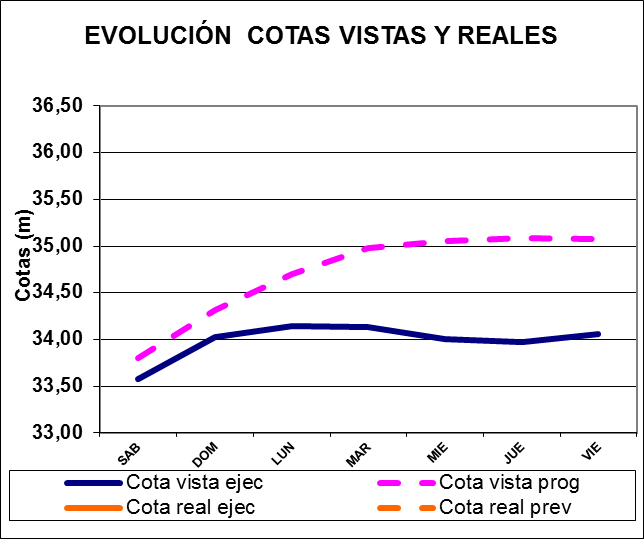 EVOLUCIÓN  COTAS VISTAS Y REALES
36,50
36,00
35,50
35,00
34,50
34,00
33,50
33,00
Cotas (m)
SAB DOM LUN MAR MIE JUE VIE
Cota vista ejec Cota vista prog
Cota real ejec Cota real prev